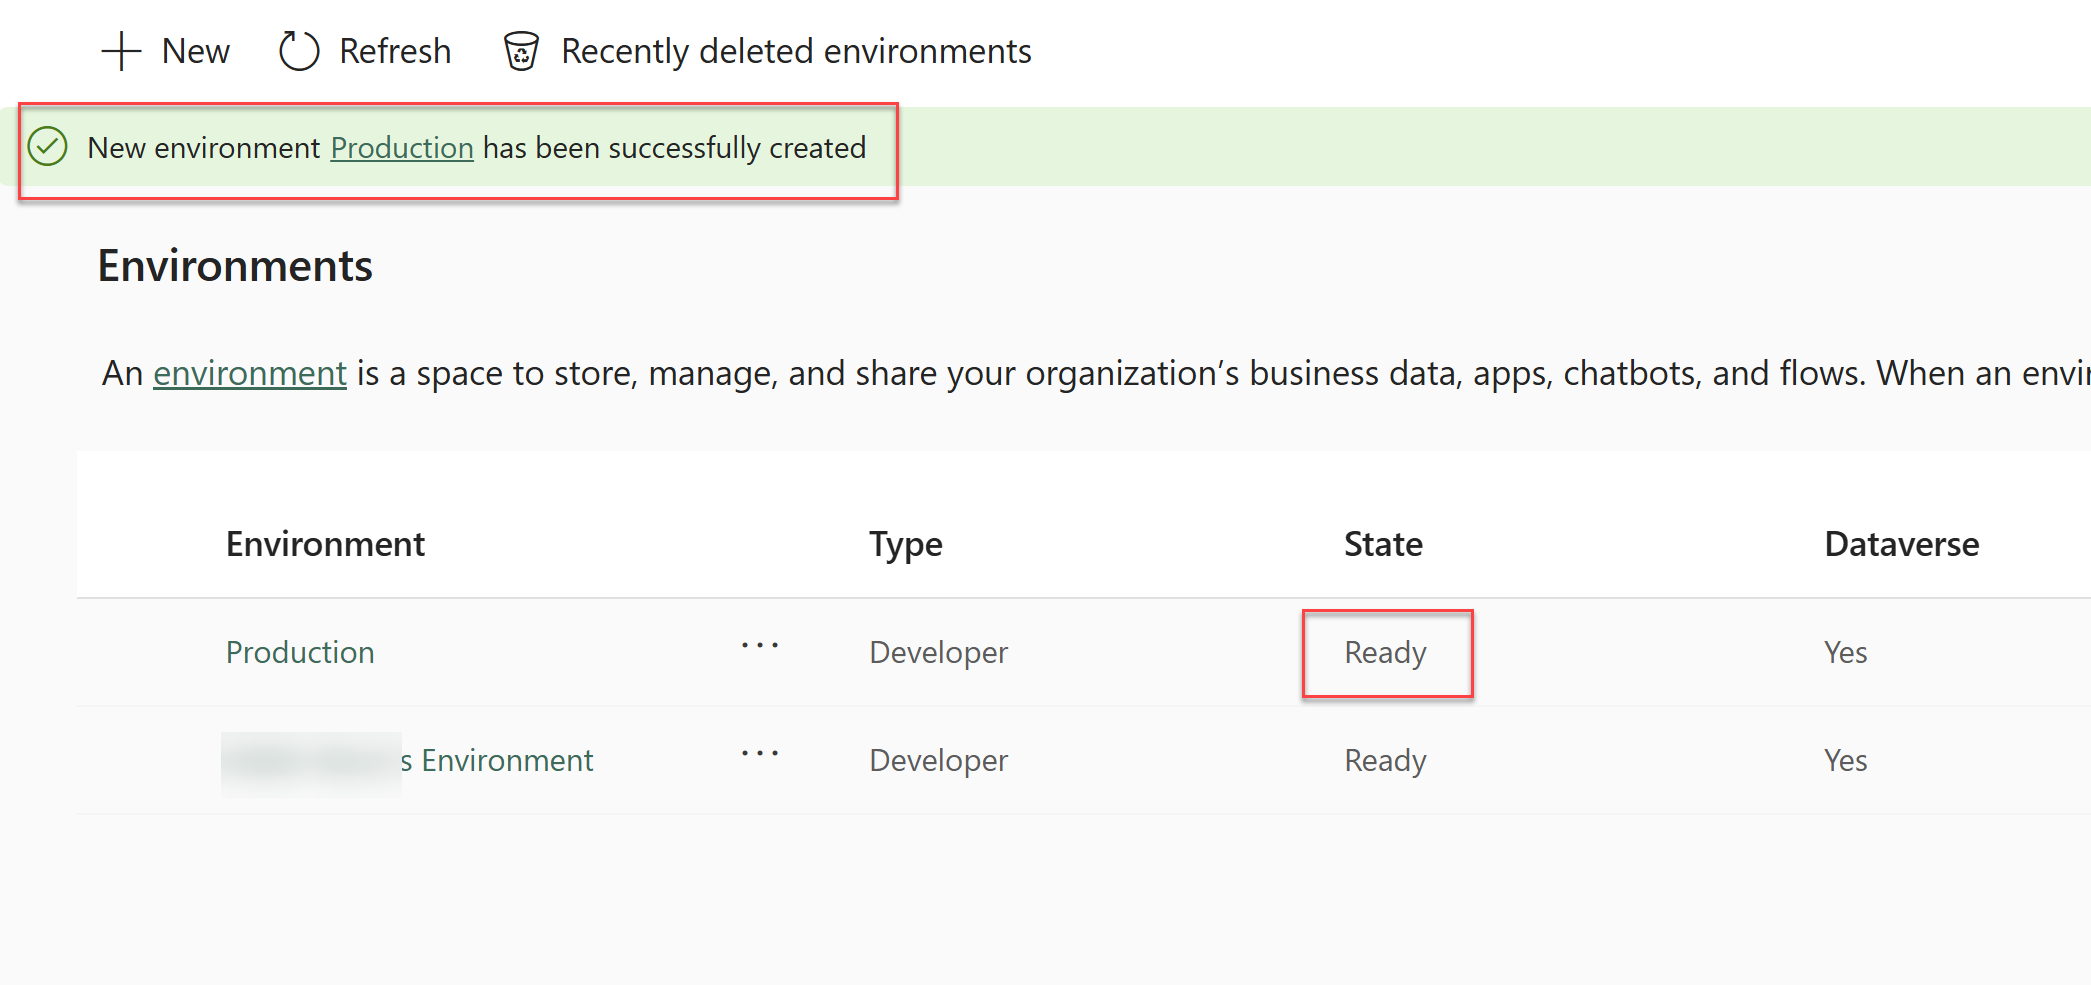 New Refresh Recently deleted environments
New environment Production has been successfully created
Environments
An environment is a space to store, manage, and share your organization’s business data, apps, chatbots, and flows. When an
Environment Type State Dataverse
Production ... Developer Ready Yes
s Environment ... Developer Ready Yes